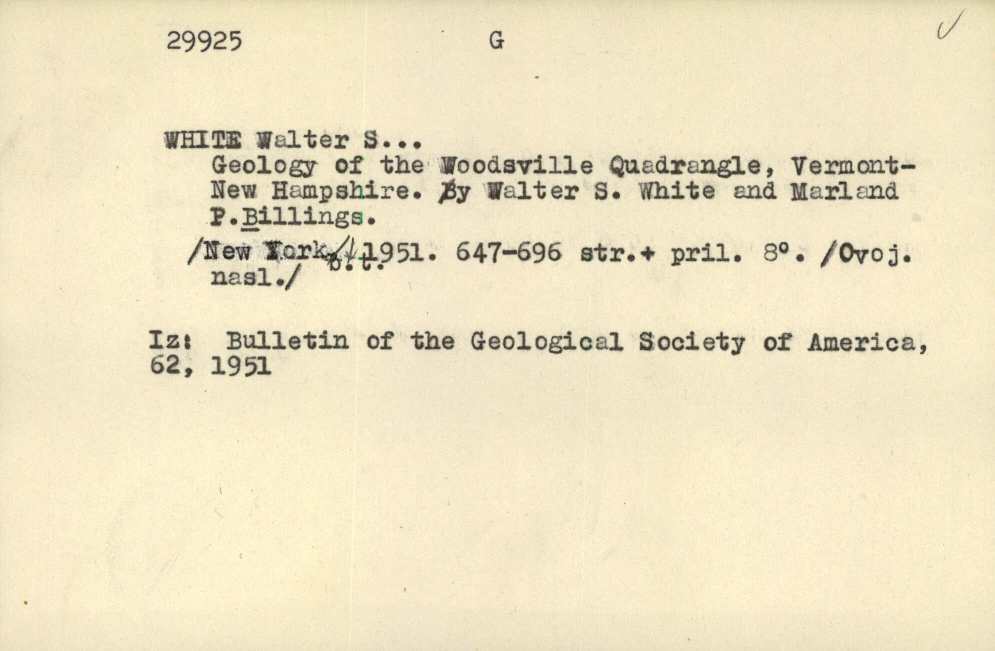 29925 G
WHITE Walter S...
Geology of the Woodsville Quadrangle, Vermont-
New Hampshire. By Walter S. White and Marland
P.Billings.
/New York/ b.t. 1951. 647-696 str.+ pril. 8°. /Ovoj.
nasl./
Iz: Bulletin of the Geological Society of America,
62, 1951